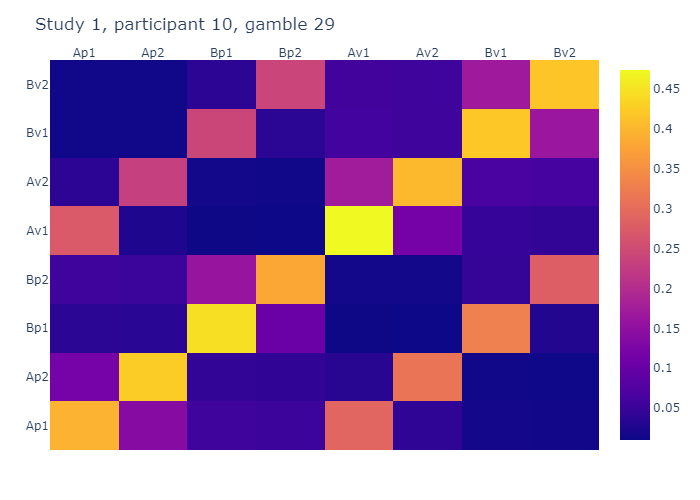 Study 1, participant 10, gamble 29
Ap1 Ap2 Bp1 Bp2 Av1 Av2 Bv1 Bv2
Bv2
Bv1
Av2
Av1
Bp2
Bp1
Ap2
Ap1
0.45
0.4
0.35
0.3
0.25
0.2
0.15
0.1
0.05